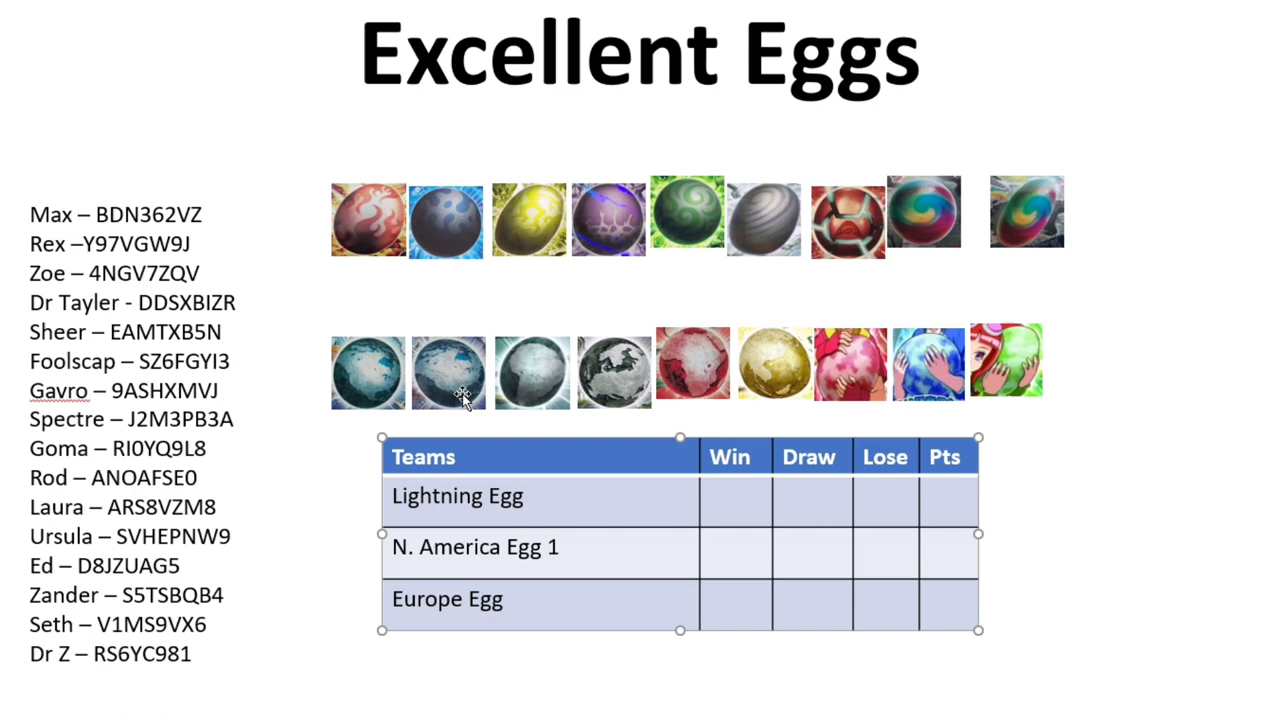 Excellent Eggs
Max – BDN362VZ
Rex –Y97VGW9J
Zoe – 4NGV7ZQV
Dr Tayler - DDSXBIZR
Sheer – EAMTXB5N
Foolscap – SZ6FGYI3
Gavro – 9ASHXMVJ
Spectre – J2M3PB3A
Goma – RI0YQ9L8
Rod – ANOAFSE0
Laura – ARS8VZM8
Ursula – SVHEPNW9
Ed – D8JZUAG5
Zander – S5TSBQB4
Seth – V1MS9VX6
Dr Z – RS6YC981
Teams Win Draw Lose Pts
Lightning Egg
N. America Egg 1
Europe Egg